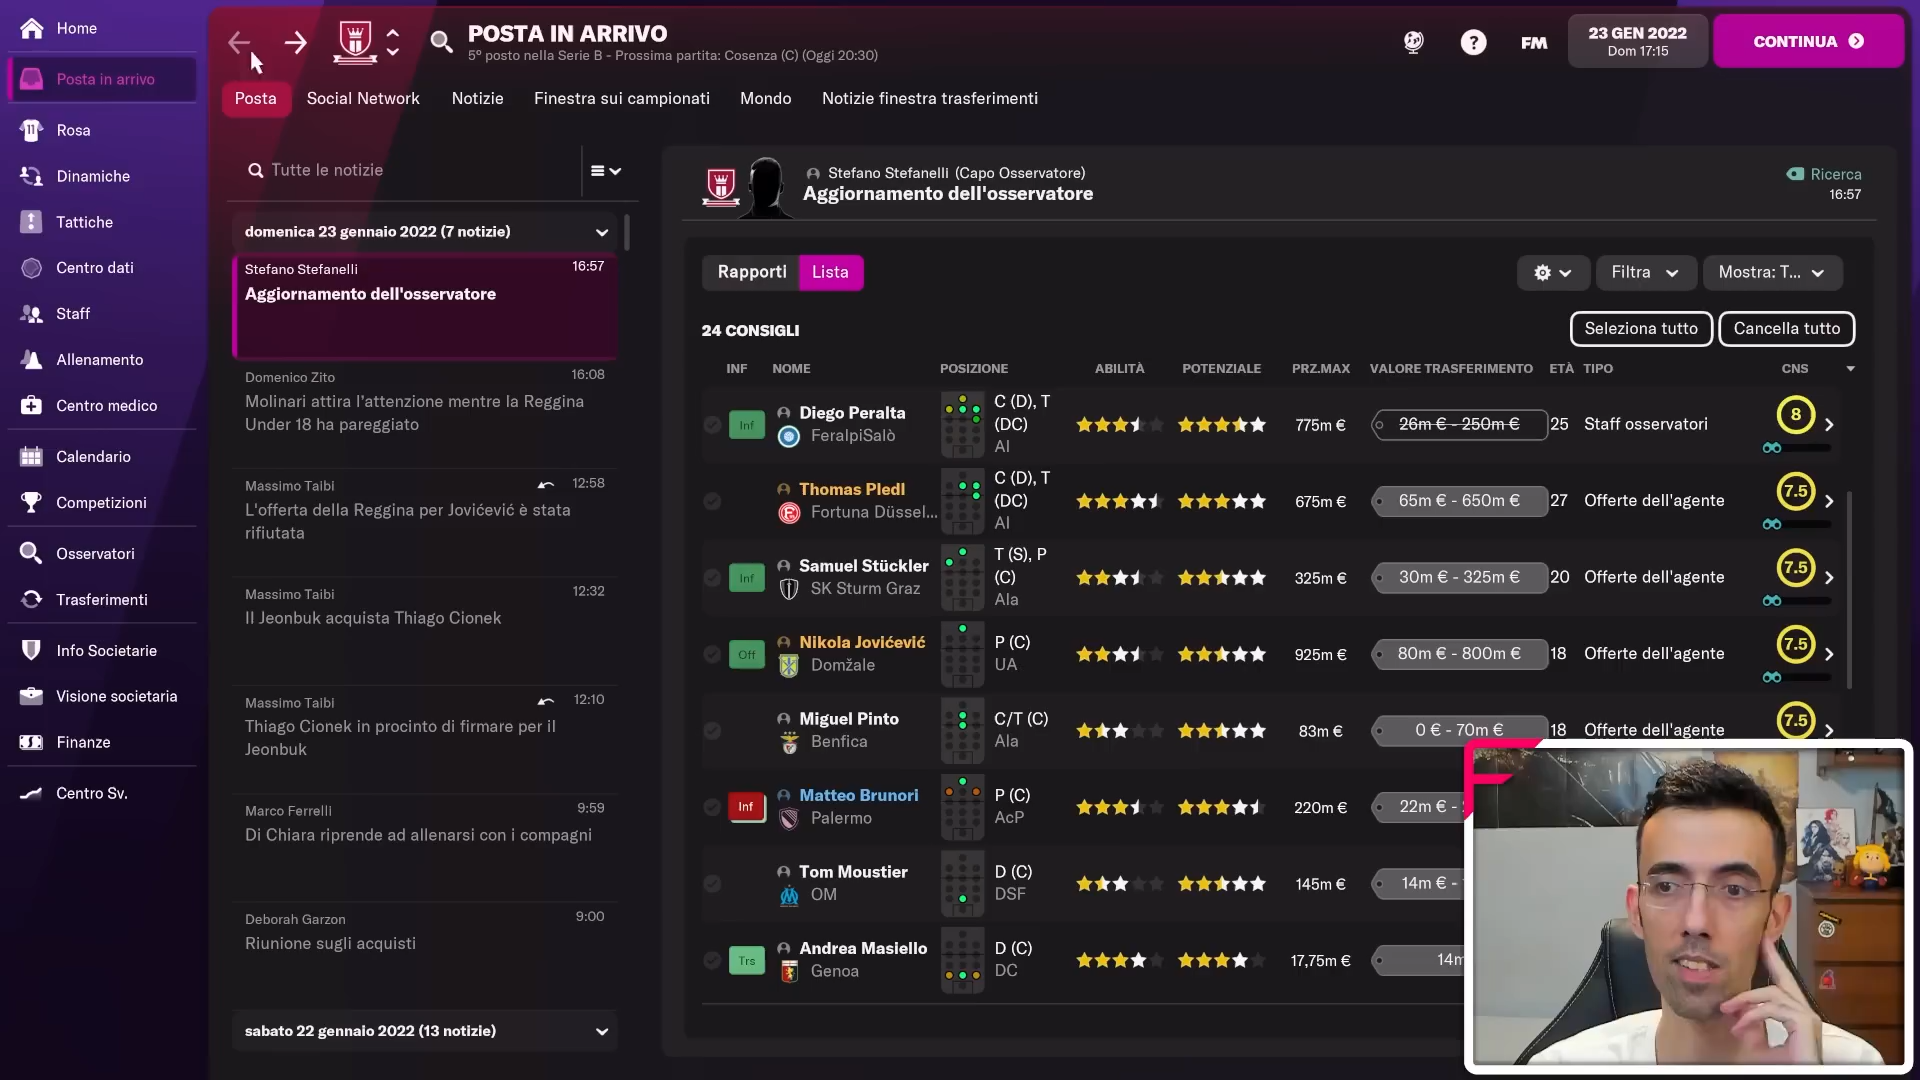 Home
Posta in arrivo
Rosa
Dinamiche
Tattiche
Centro dati
Staff
Allenamento
Centro medico
Calendario
Competizioni
Osservatori
Trasferimenti
Info Societarie
Visione societaria
Finanze
Centro Sv.
POSTA IN ARRIVO
5° posto nella Serie B - Prossima partita: Cosenza (C) (Oggi 20:30)
?
FM
23 GEN 2022
Dom 17:15
CONTINUA
Posta Social Network Notizie Finestra sui campionati Mondo Notizie finestra trasferimenti
Tutte le notizie
domenica 23 gennaio 2022 (7 notizie)
Stefano Stefanelli 16:57
Aggiornamento dell'osservatore
Domenico Zito 16:08
Molinari attira l'attenzione mentre la Reggina
Under 18 ha pareggiato
Massimo Taibi 12:58
L'offerta della Reggina per Jovićević è stata
rifiutata
Massimo Taibi 12:32
Il Jeonbuk acquista Thiago Cionek
Massimo Taibi 12:10
Thiago Cionek in procinto di firmare per il
Jeonbuk
Marco Ferrelli 9:59
Di Chiara riprende ad allenarsi con i compagni
Deborah Garzon 9:00
Riunione sugli acquisti
sabato 22 gennaio 2022 (13 notizie)
Stefano Stefanelli (Capo Osservatore)
Aggiornamento dell'osservatore
Ricerca
16:57
Rapporti Lista
Filtra Mostra: T...
24 CONSIGLI
Seleziona tutto Cancella tutto
INF NOME POSIZIONE ABILITÀ POTENZIALE PRZ.MAX VALORE TRASFERIMENTO ETÀ TIPO CNS
Inf Diego Peralta FeralpiSalò C (D), T (DC) AI 775m € 26m € - 250m € 25 Staff osservatori 8
Thomas Pledl Fortuna Düssel... C (D), T (DC) AI 675m € 65m € - 650m € 27 Offerte dell'agente 7.5
Inf Samuel Stückler SK Sturm Graz T (S), P (C) Ala 325m € 30m € - 325m € 20 Offerte dell'agente 7.5
Off Nikola Jovićević Domžale P (C) UA 925m € 80m € - 800m € 18 Offerte dell'agente 7.5
Miguel Pinto Benfica C/T (C) Ala 83m € 0 € - 70m € 18 Offerte dell'agente 7.5
Inf Matteo Brunori Palermo P (C) AcP 220m € 22m € -
Tom Moustier OM D (C) DSF 145m € 14m € -
Trs Andrea Masiello Genoa D (C) DC 17,75m € 14m